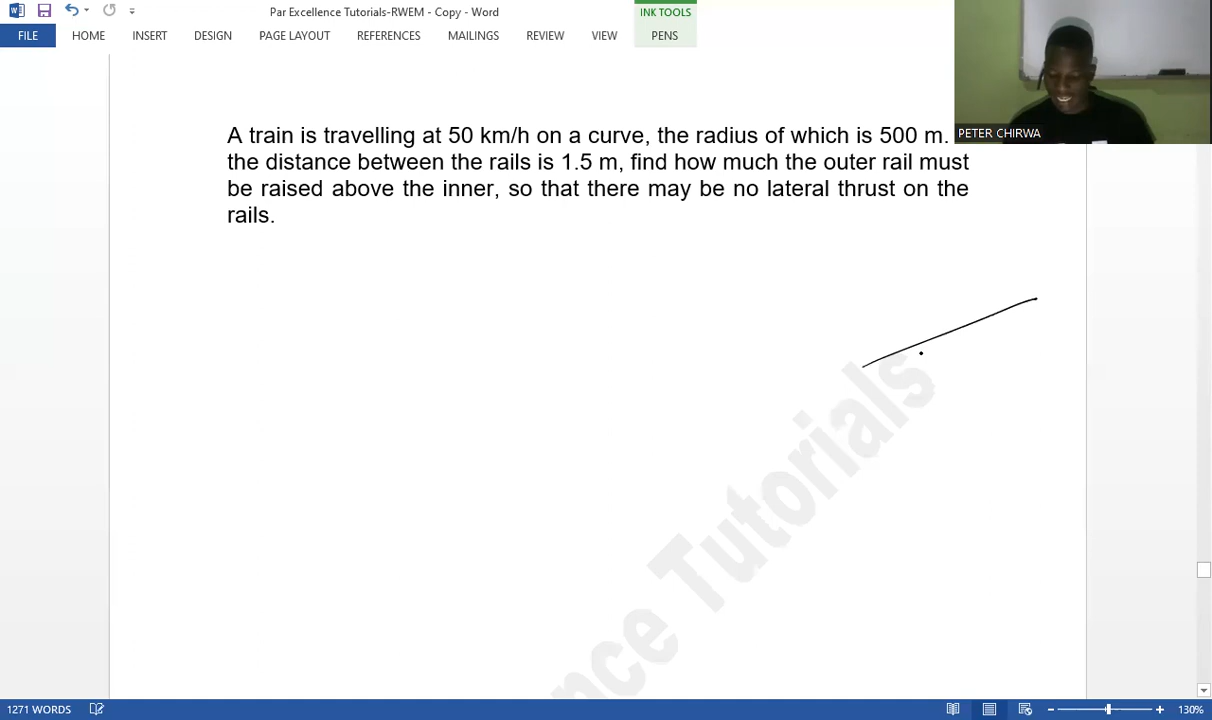 Par Excellence Tutorials-RWEM - Copy - Word
INK TOOLS
FILE HOME INSERT DESIGN PAGE LAYOUT REFERENCES MAILINGS REVIEW VIEW PENS
A train is travelling at 50 km/h on a curve, the radius of which is 500 m.
the distance between the rails is 1.5 m, find how much the outer rail must
be raised above the inner, so that there may be no lateral thrust on the
rails.
PETER CHIRWA
nce Tutorials
1271 WORDS
130%